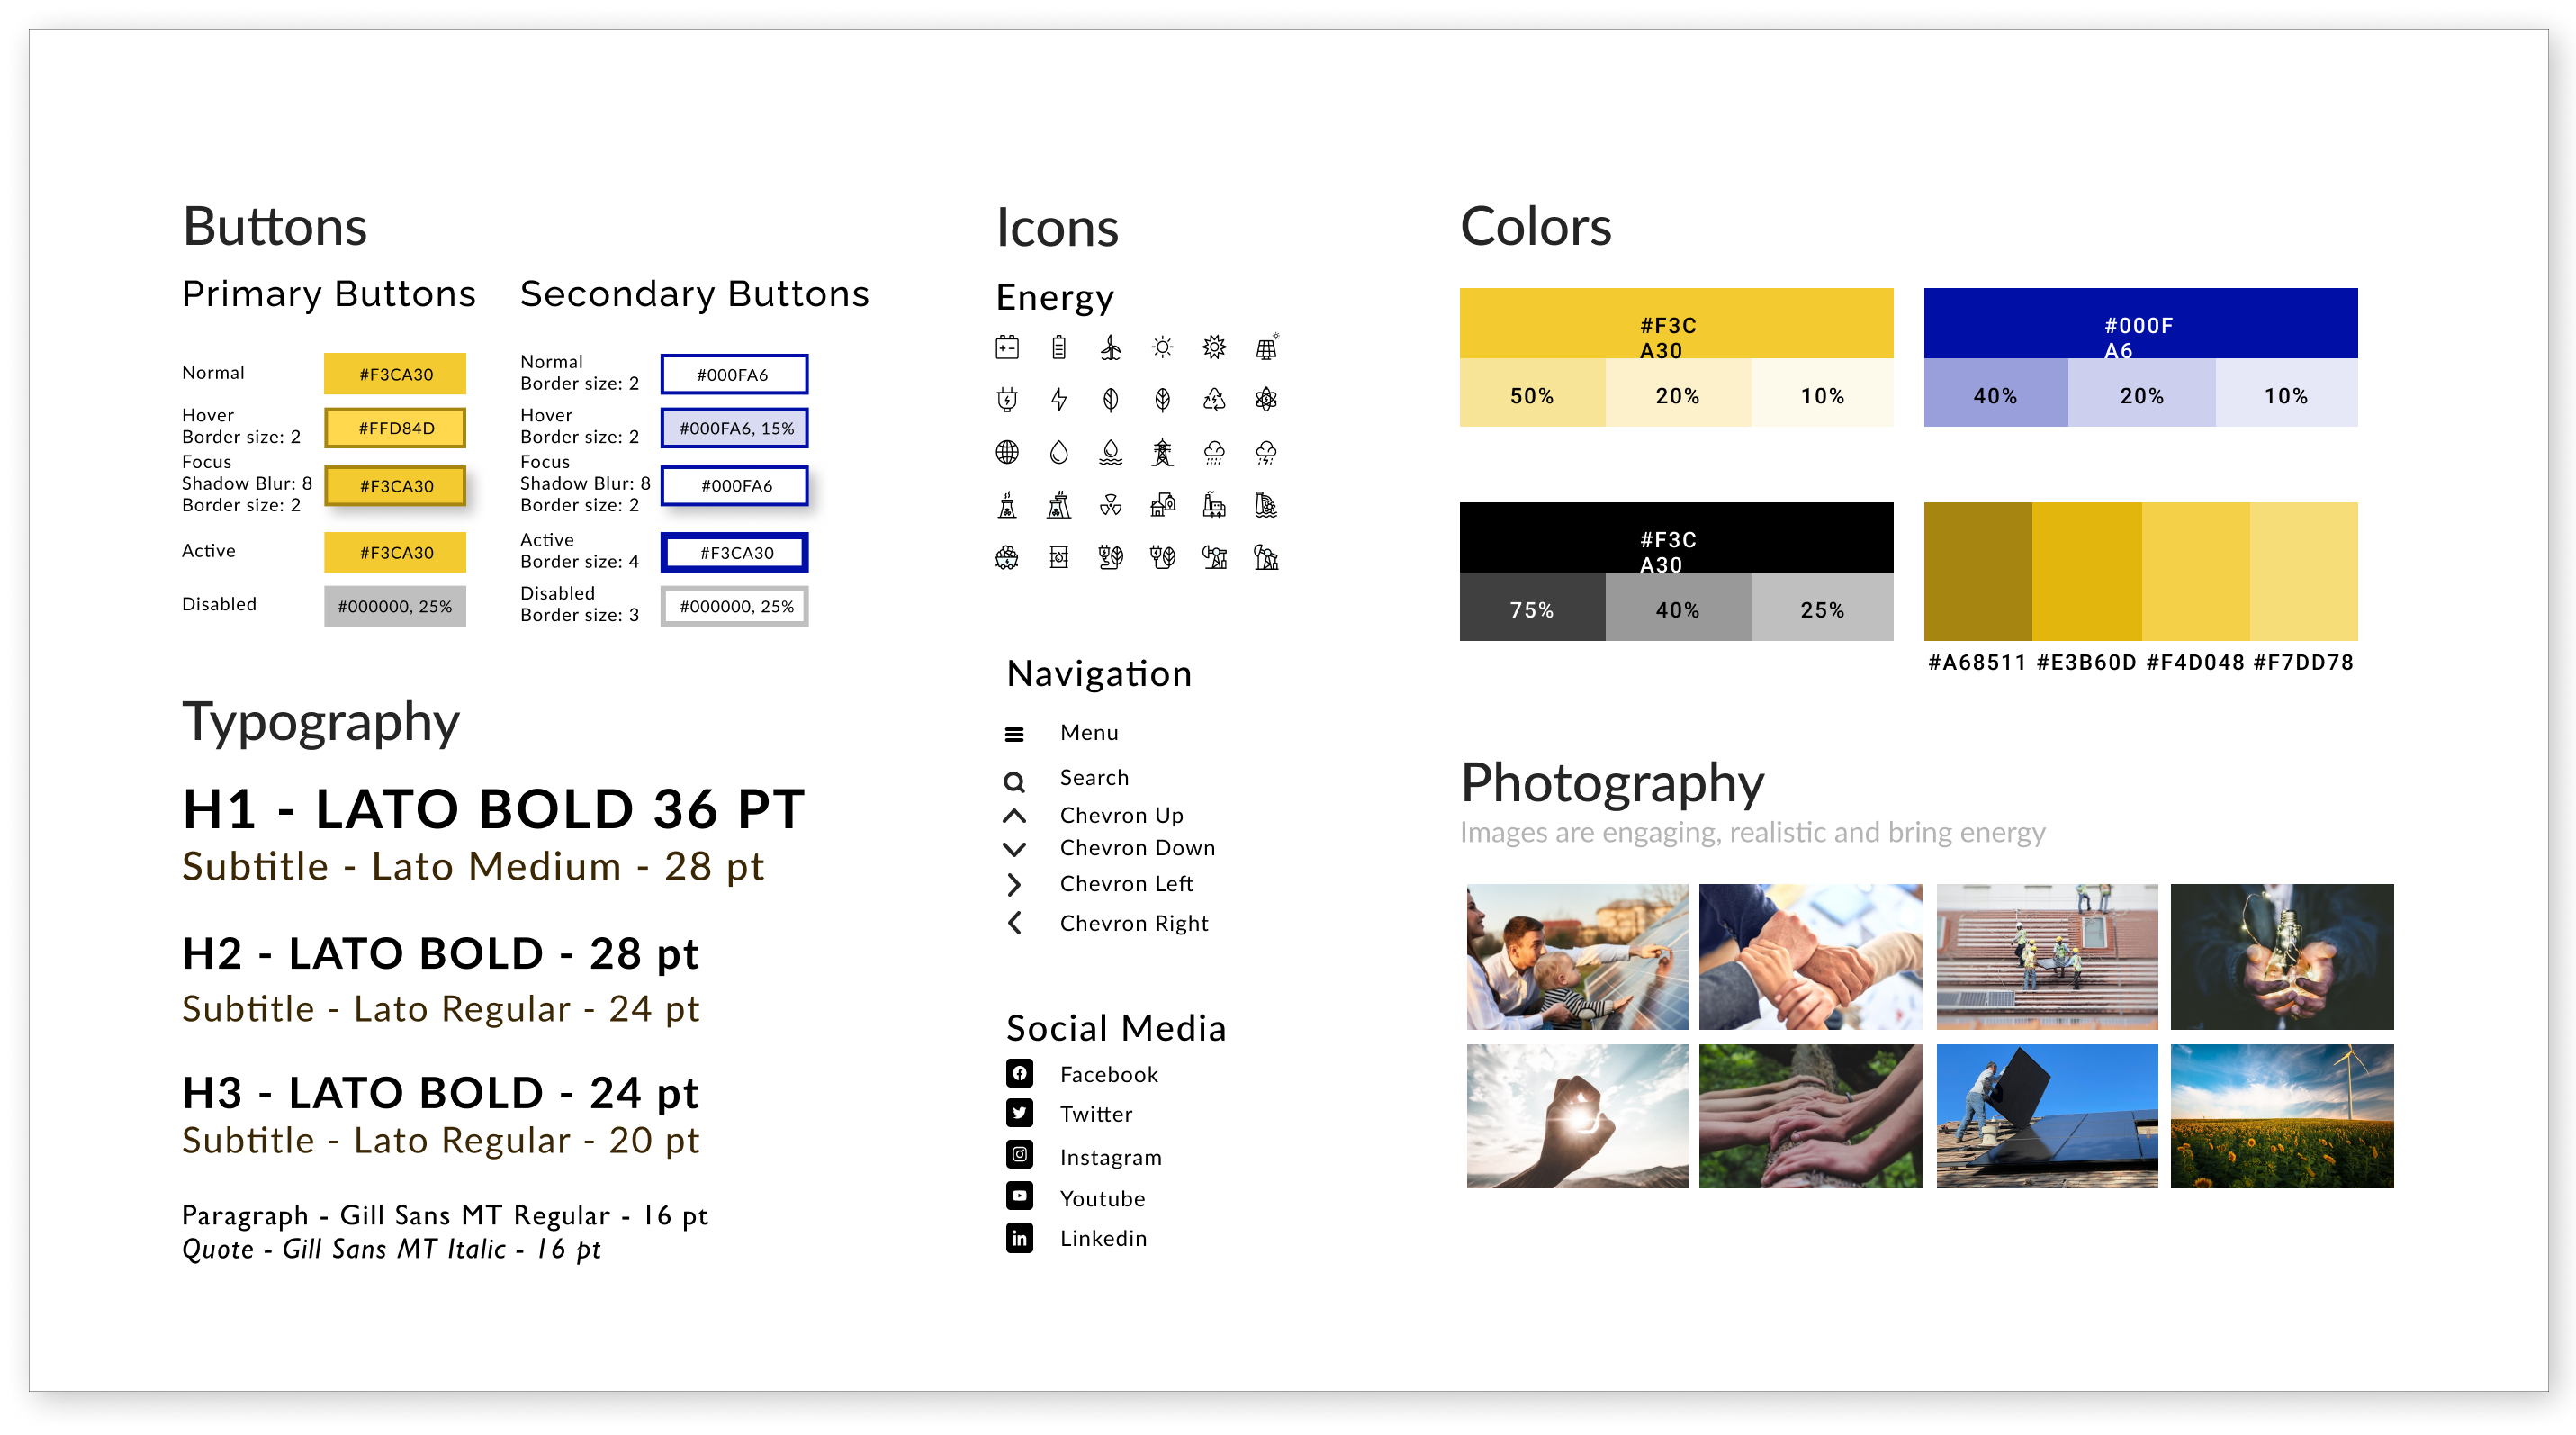 Buttons
Primary Buttons
Normal
#F3CA30
Hover
Border size: 2
#FFD84D
Focus
Shadow Blur: 8
Border size: 2
#F3CA30
Active
#F3CA30
Disabled
#000000, 25%
Secondary Buttons
Normal
Border size: 2
#000FA6
Hover
Border size: 2
#000FA6, 15%
Focus
Shadow Blur: 8
Border size: 2
#000FA6
Active
Border size: 4
#F3CA30
Disabled
Border size: 3
#000000, 25%
Typography
H1 - LATO BOLD 36 PT
Subtitle - Lato Medium - 28 pt
H2 - LATO BOLD - 28 pt
Subtitle - Lato Regular - 24 pt
H3 - LATO BOLD - 24 pt
Subtitle - Lato Regular - 20 pt
Paragraph - Gill Sans MT Regular - 16 pt
Quote - Gill Sans MT Italic - 16 pt
Icons
Energy
Navigation
Menu
Search
Chevron Up
Chevron Down
Chevron Left
Chevron Right
Social Media
Facebook
Twitter
Instagram
Youtube
Linkedin
Colors
#F3C
A30
50% 20% 10%
#000F
A6
40% 20% 10%
#F3C
A30
75% 40% 25%
#A68511 #E3B60D #F4D048 #F7DD78
Photography
Images are engaging, realistic and bring energy